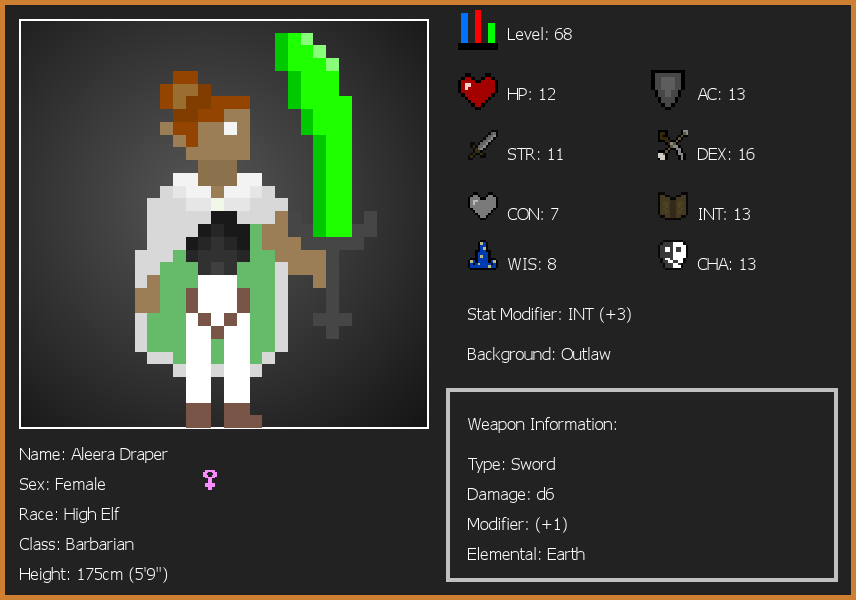 Level: 68
HP: 12
AC: 13
STR: 11
DEX: 16
CON: 7
INT: 13
WIS: 8
CHA: 13
Stat Modifier: INT (+3)
Background: Outlaw
Weapon Information:
Type: Sword
Damage: d6
Modifier: (+1)
Elemental: Earth
Name: Aleera Draper
Sex: Female
Race: High Elf
Class: Barbarian
Height: 175cm (5'9")